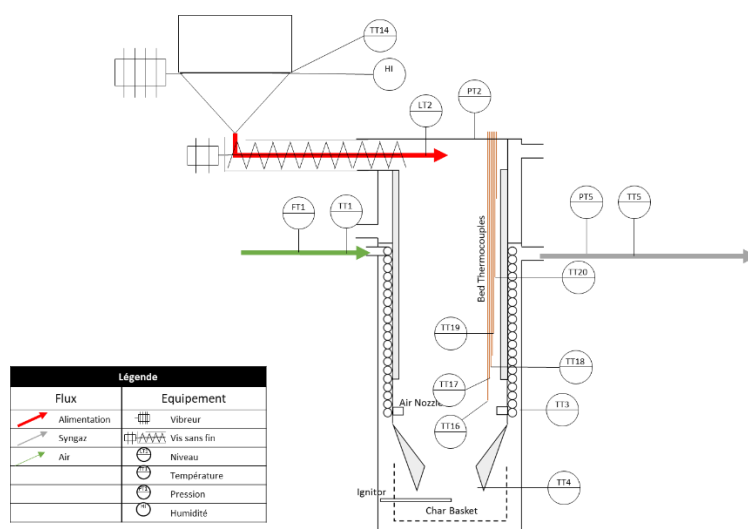 TT14
HI
LT2
PT2
FT1
TT1
PT5
TT5
Bed Thermocouples
TT20
TT19
TT18
TT17
Air Nozzle
TT16
TT3
TT4
Ignitor
Char Basket
Légende
Flux
Equipement
Alimentation
Vibreur
Syngaz
Vis sans fin
Air
Niveau
Température
Pression
Humidité